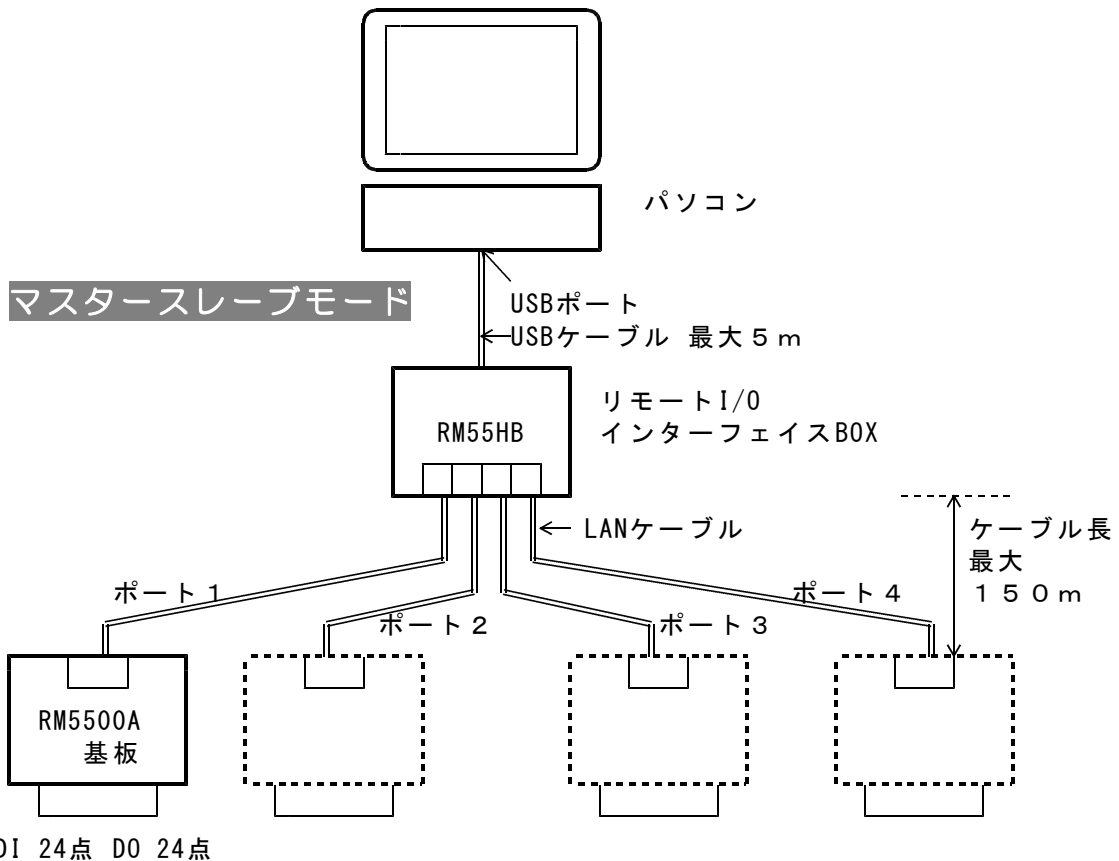 パソコン
マスタースレーブモード
USBポート
USBケーブル 最大5m
リモートI/O
インターフェイスBOX
RM55HB
LANケーブル
ケーブル長
最大
150m
ポート1
ポート2
ポート3
ポート4
RM5500A
基板
DI 24点 DO 24点